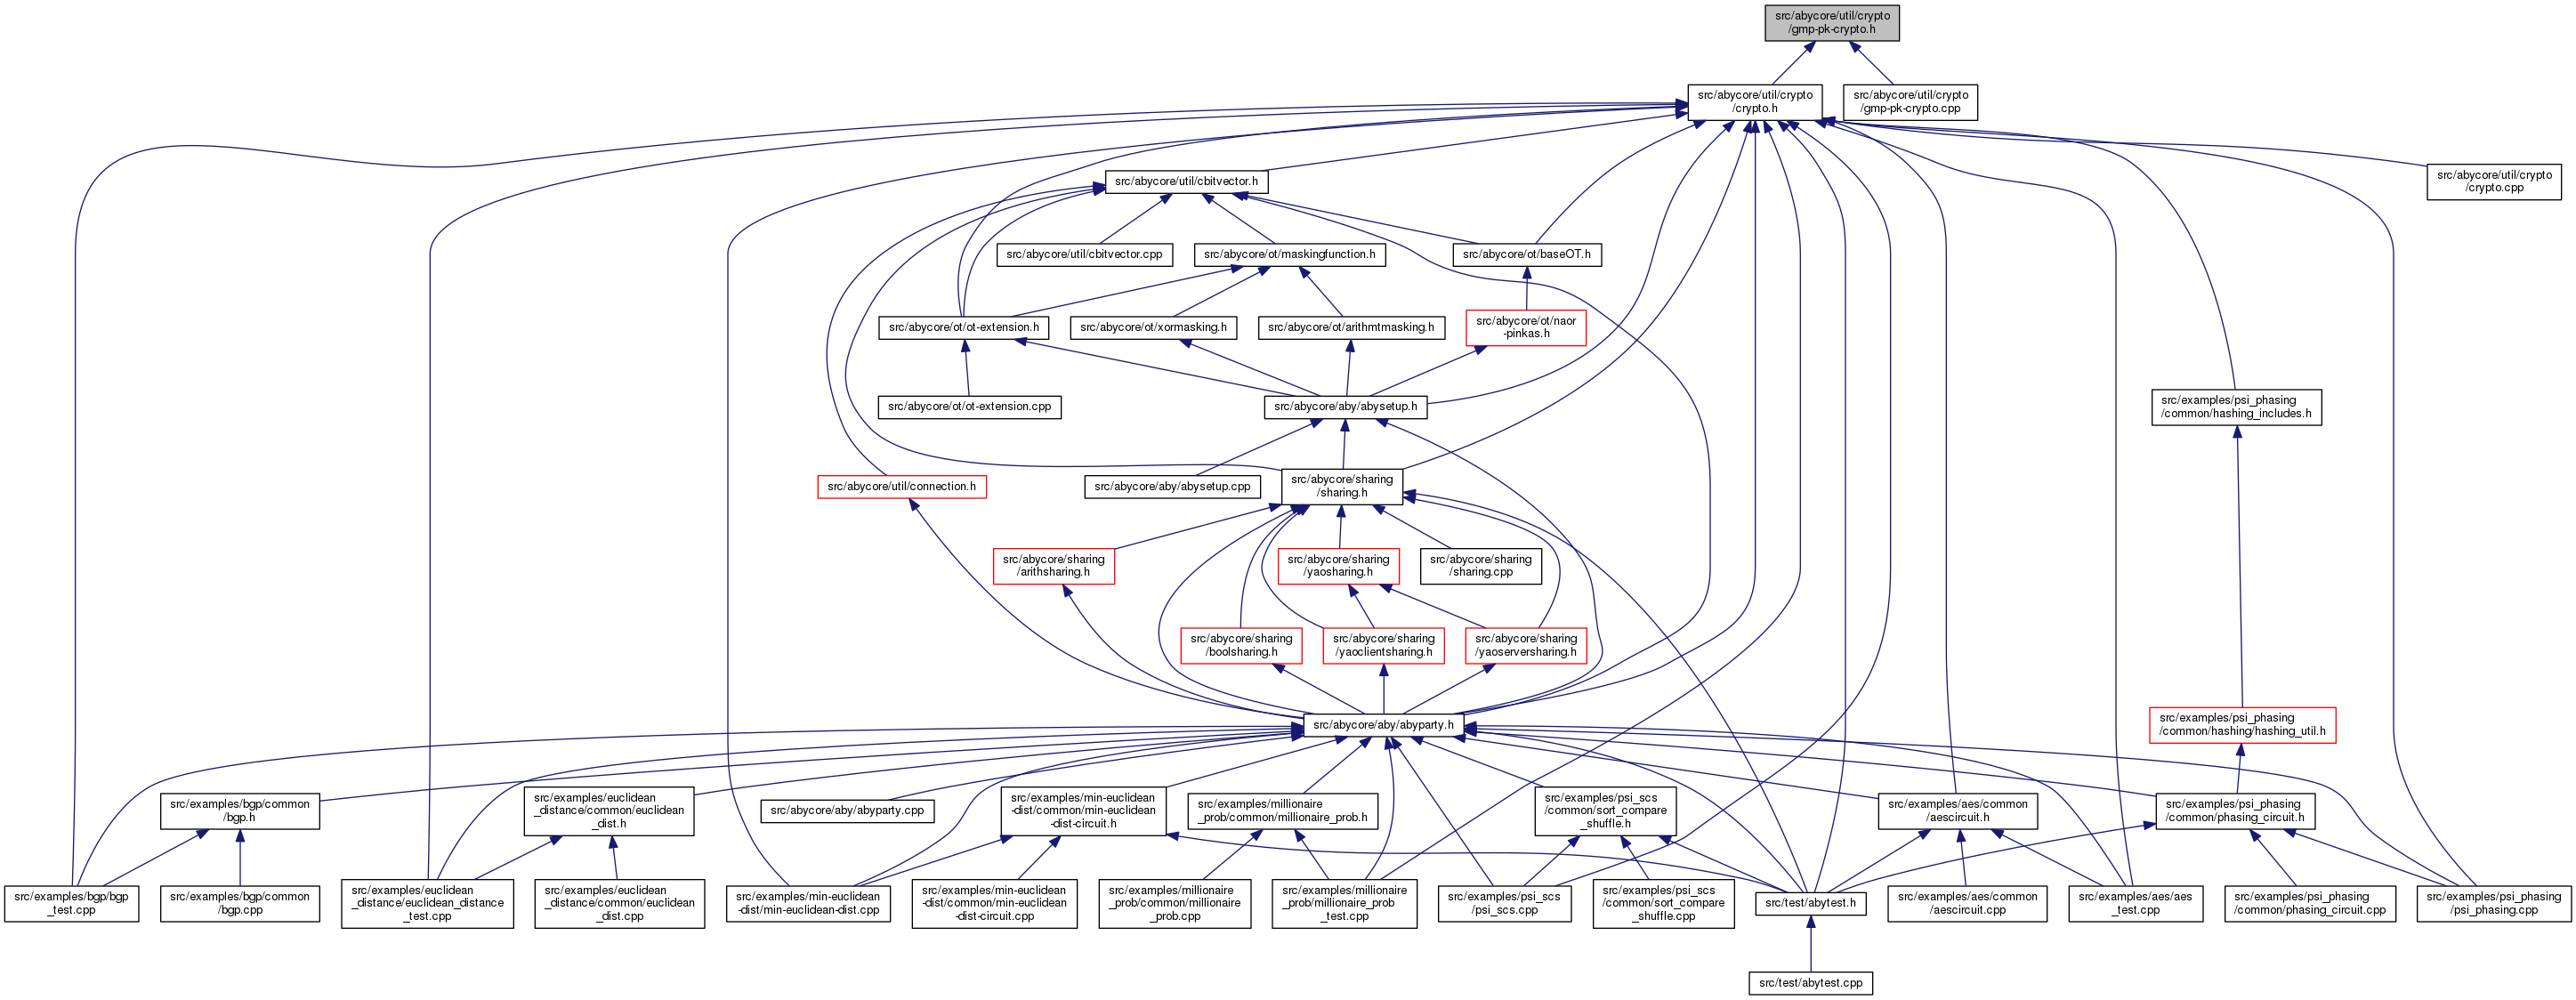 src/abycore/util/crypto
/gmp-pk-crypto.h
src/abycore/util/crypto
/crypto.h
src/abycore/util/crypto
/gmp-pk-crypto.cpp
src/abycore/util/cbitvector.h
src/abycore/util/crypto
/crypto.cpp
src/abycore/util/cbitvector.cpp
src/abycore/ot/maskingfunction.h
src/abycore/ot/baseOT.h
src/abycore/ot/ot-extension.h
src/abycore/ot/xormasking.h
src/abycore/ot/arithmtmasking.h
src/abycore/ot/naor
-pinkas.h
src/abycore/ot/ot-extension.cpp
src/abycore/aby/abysetup.h
src/examples/psi_phasing
/common/hashing_includes.h
src/abycore/util/connection.h
src/abycore/aby/abysetup.cpp
src/abycore/sharing
/sharing.h
src/abycore/sharing
/arithsharing.h
src/abycore/sharing
/yaosharing.h
src/abycore/sharing
/sharing.cpp
src/abycore/sharing
/boolsharing.h
src/abycore/sharing
/yaoclientsharing.h
src/abycore/sharing
/yaoserversharing.h
src/abycore/aby/abyparty.h
src/examples/psi_phasing
/common/hashing/hashing_util.h
src/examples/bgp/common
/bgp.h
src/examples/euclidean
_distance/common/euclidean
_dist.h
src/abycore/aby/abyparty.cpp
src/examples/min-euclidean
-dist/common/min-euclidean
-dist-circuit.h
src/examples/millionaire
_prob/common/millionaire_prob.h
src/examples/psi_scs
/common/sort_compare
_shuffle.h
src/examples/aes/common
/aescircuit.h
src/examples/psi_phasing
/common/phasing_circuit.h
src/examples/bgp/bgp
_test.cpp
src/examples/bgp/common
/bgp.cpp
src/examples/euclidean
_distance/euclidean_distance
_test.cpp
src/examples/euclidean
_distance/common/euclidean
_dist.cpp
src/examples/min-euclidean
-dist/min-euclidean-dist.cpp
src/examples/min-euclidean
-dist/common/min-euclidean
-dist-circuit.cpp
src/examples/millionaire
_prob/common/millionaire
_prob.cpp
src/examples/millionaire
_prob/millionaire_prob
_test.cpp
src/examples/psi_scs
/psi_scs.cpp
src/examples/psi_scs
/common/sort_compare
_shuffle.cpp
src/test/abytest.h
src/examples/aes/common
/aescircuit.cpp
src/examples/aes/aes
_test.cpp
src/examples/psi_phasing
/common/phasing_circuit.cpp
src/examples/psi_phasing
/psi_phasing.cpp
src/test/abytest.cpp